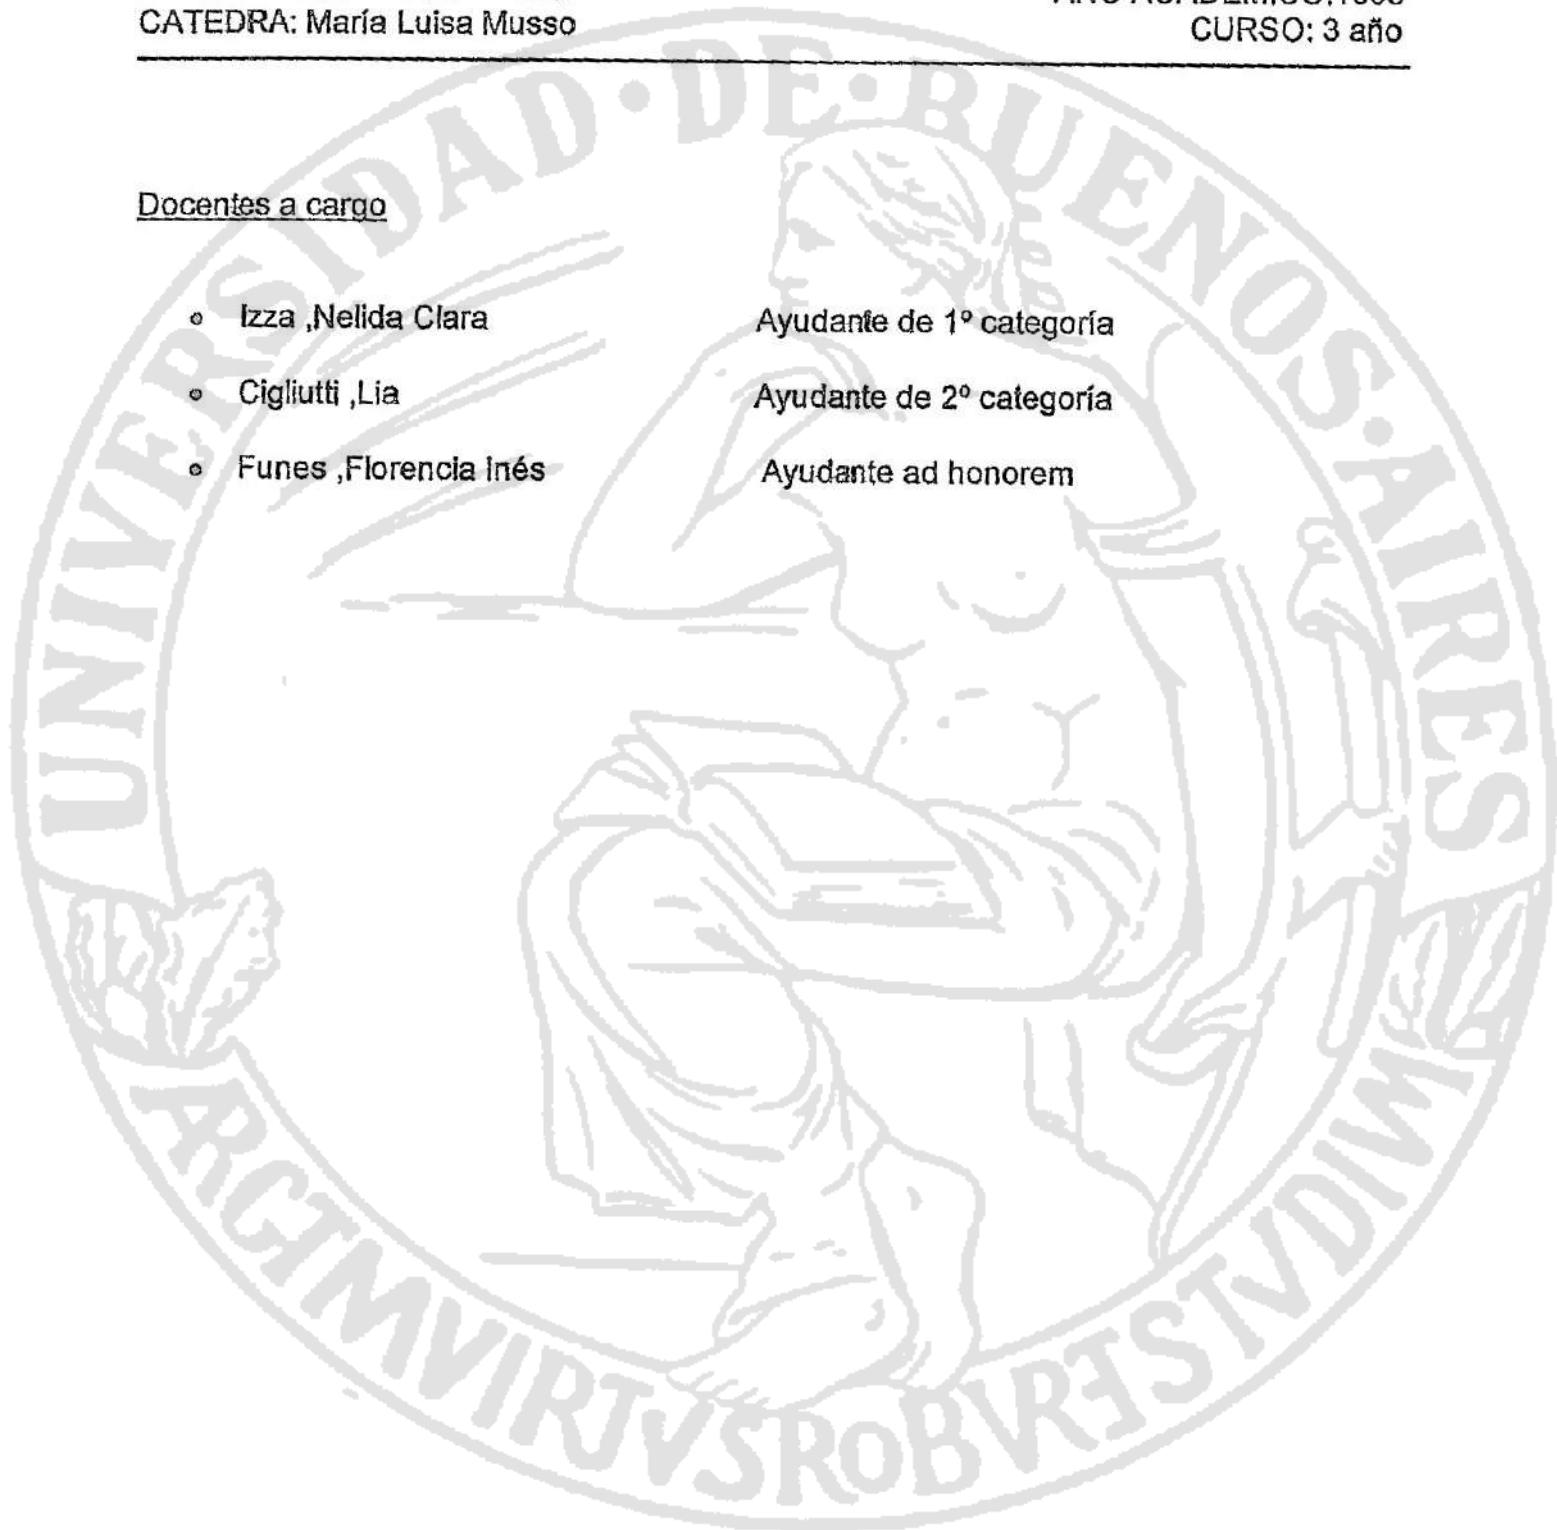 CATEDRA: María Luisa Musso
CURSO: 3 año
Docentes a cargo
Izza ,Nelida Clara Ayudante de 1º categoría
Cigliutti ,Lia Ayudante de 2º categoría
Funes ,Florencia Inés Ayudante ad honorem
UNIVERSIDAD·DE·BUENOS·AIRES
ARGTMVIRTVSROBVRETSTVDIVM